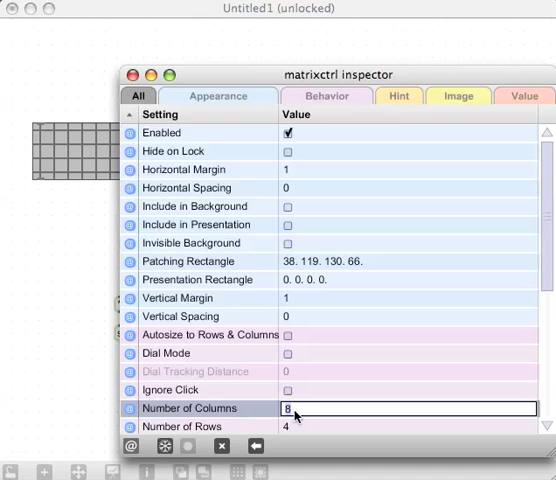 Untitled1 (unlocked)
matrixctrl inspector
All Appearance Behavior Hint Image Value
Setting Value
@ Enabled
@ Hide on Lock
@ Horizontal Margin 1
@ Horizontal Spacing 0
@ Include in Background
@ Include in Presentation
@ Invisible Background
@ Patching Rectangle 38. 119. 130. 66.
@ Presentation Rectangle 0. 0. 0. 0.
@ Vertical Margin 1
@ Vertical Spacing 0
@ Autosize to Rows & Columns
@ Dial Mode
@ Dial Tracking Distance 0
@ Ignore Click
@ Number of Columns 8
@ Number of Rows 4
@